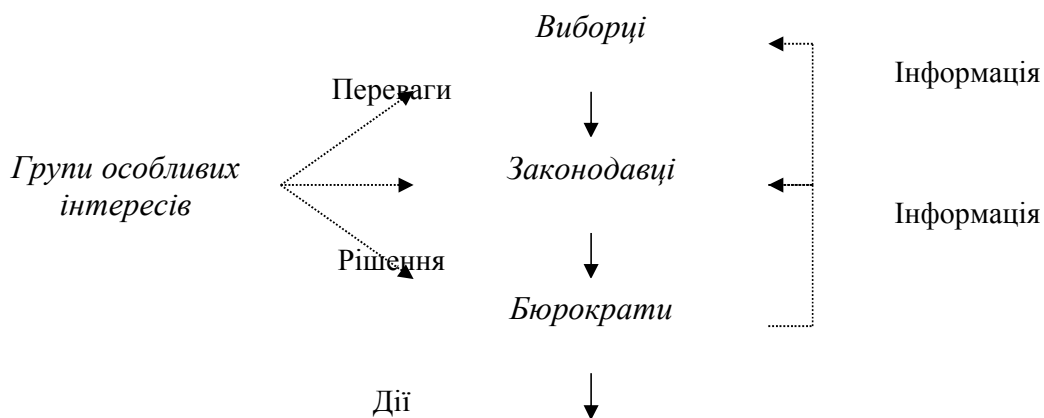 Виборці
Інформація
Переваги
Групи особливих
інтересів
Законодавці
Інформація
Рішення
Бюрократи
Дії